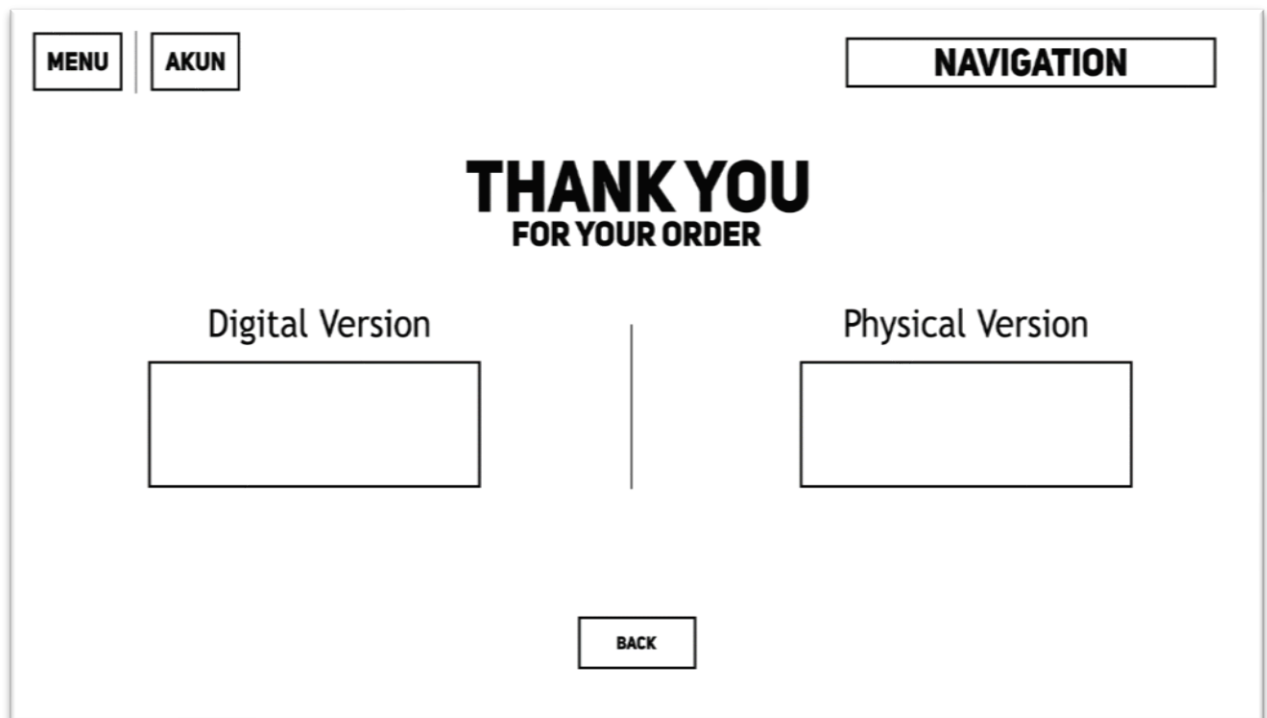 MENU AKUN NAVIGATION
THANK YOU
FOR YOUR ORDER
Digital Version Physical Version
BACK